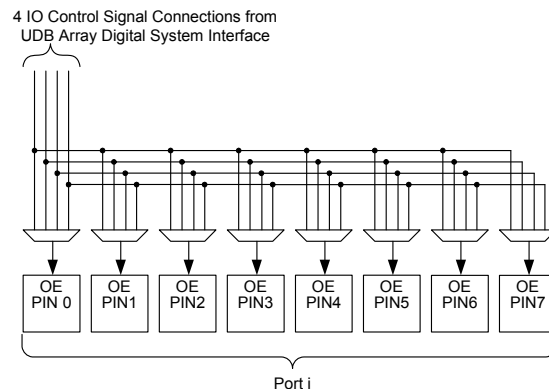 4 IO Control Signal Connections from
UDB Array Digital System Interface
OE OE OE OE OE OE OE OE
PIN 0 PIN1 PIN2 PIN3 PIN4 PIN5 PIN6 PIN7
Port i